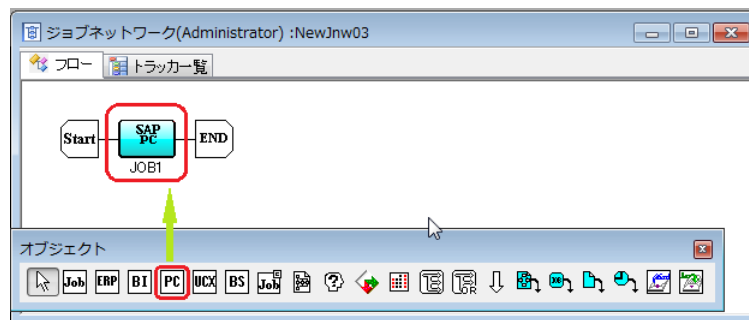 ジョブネットワーク(Administrator) :NewJnw03
フロー トラッカ一覧
Start SAP PC END
JOB1
オブジェクト
Job ERP BI PC UCX BS Job E OR